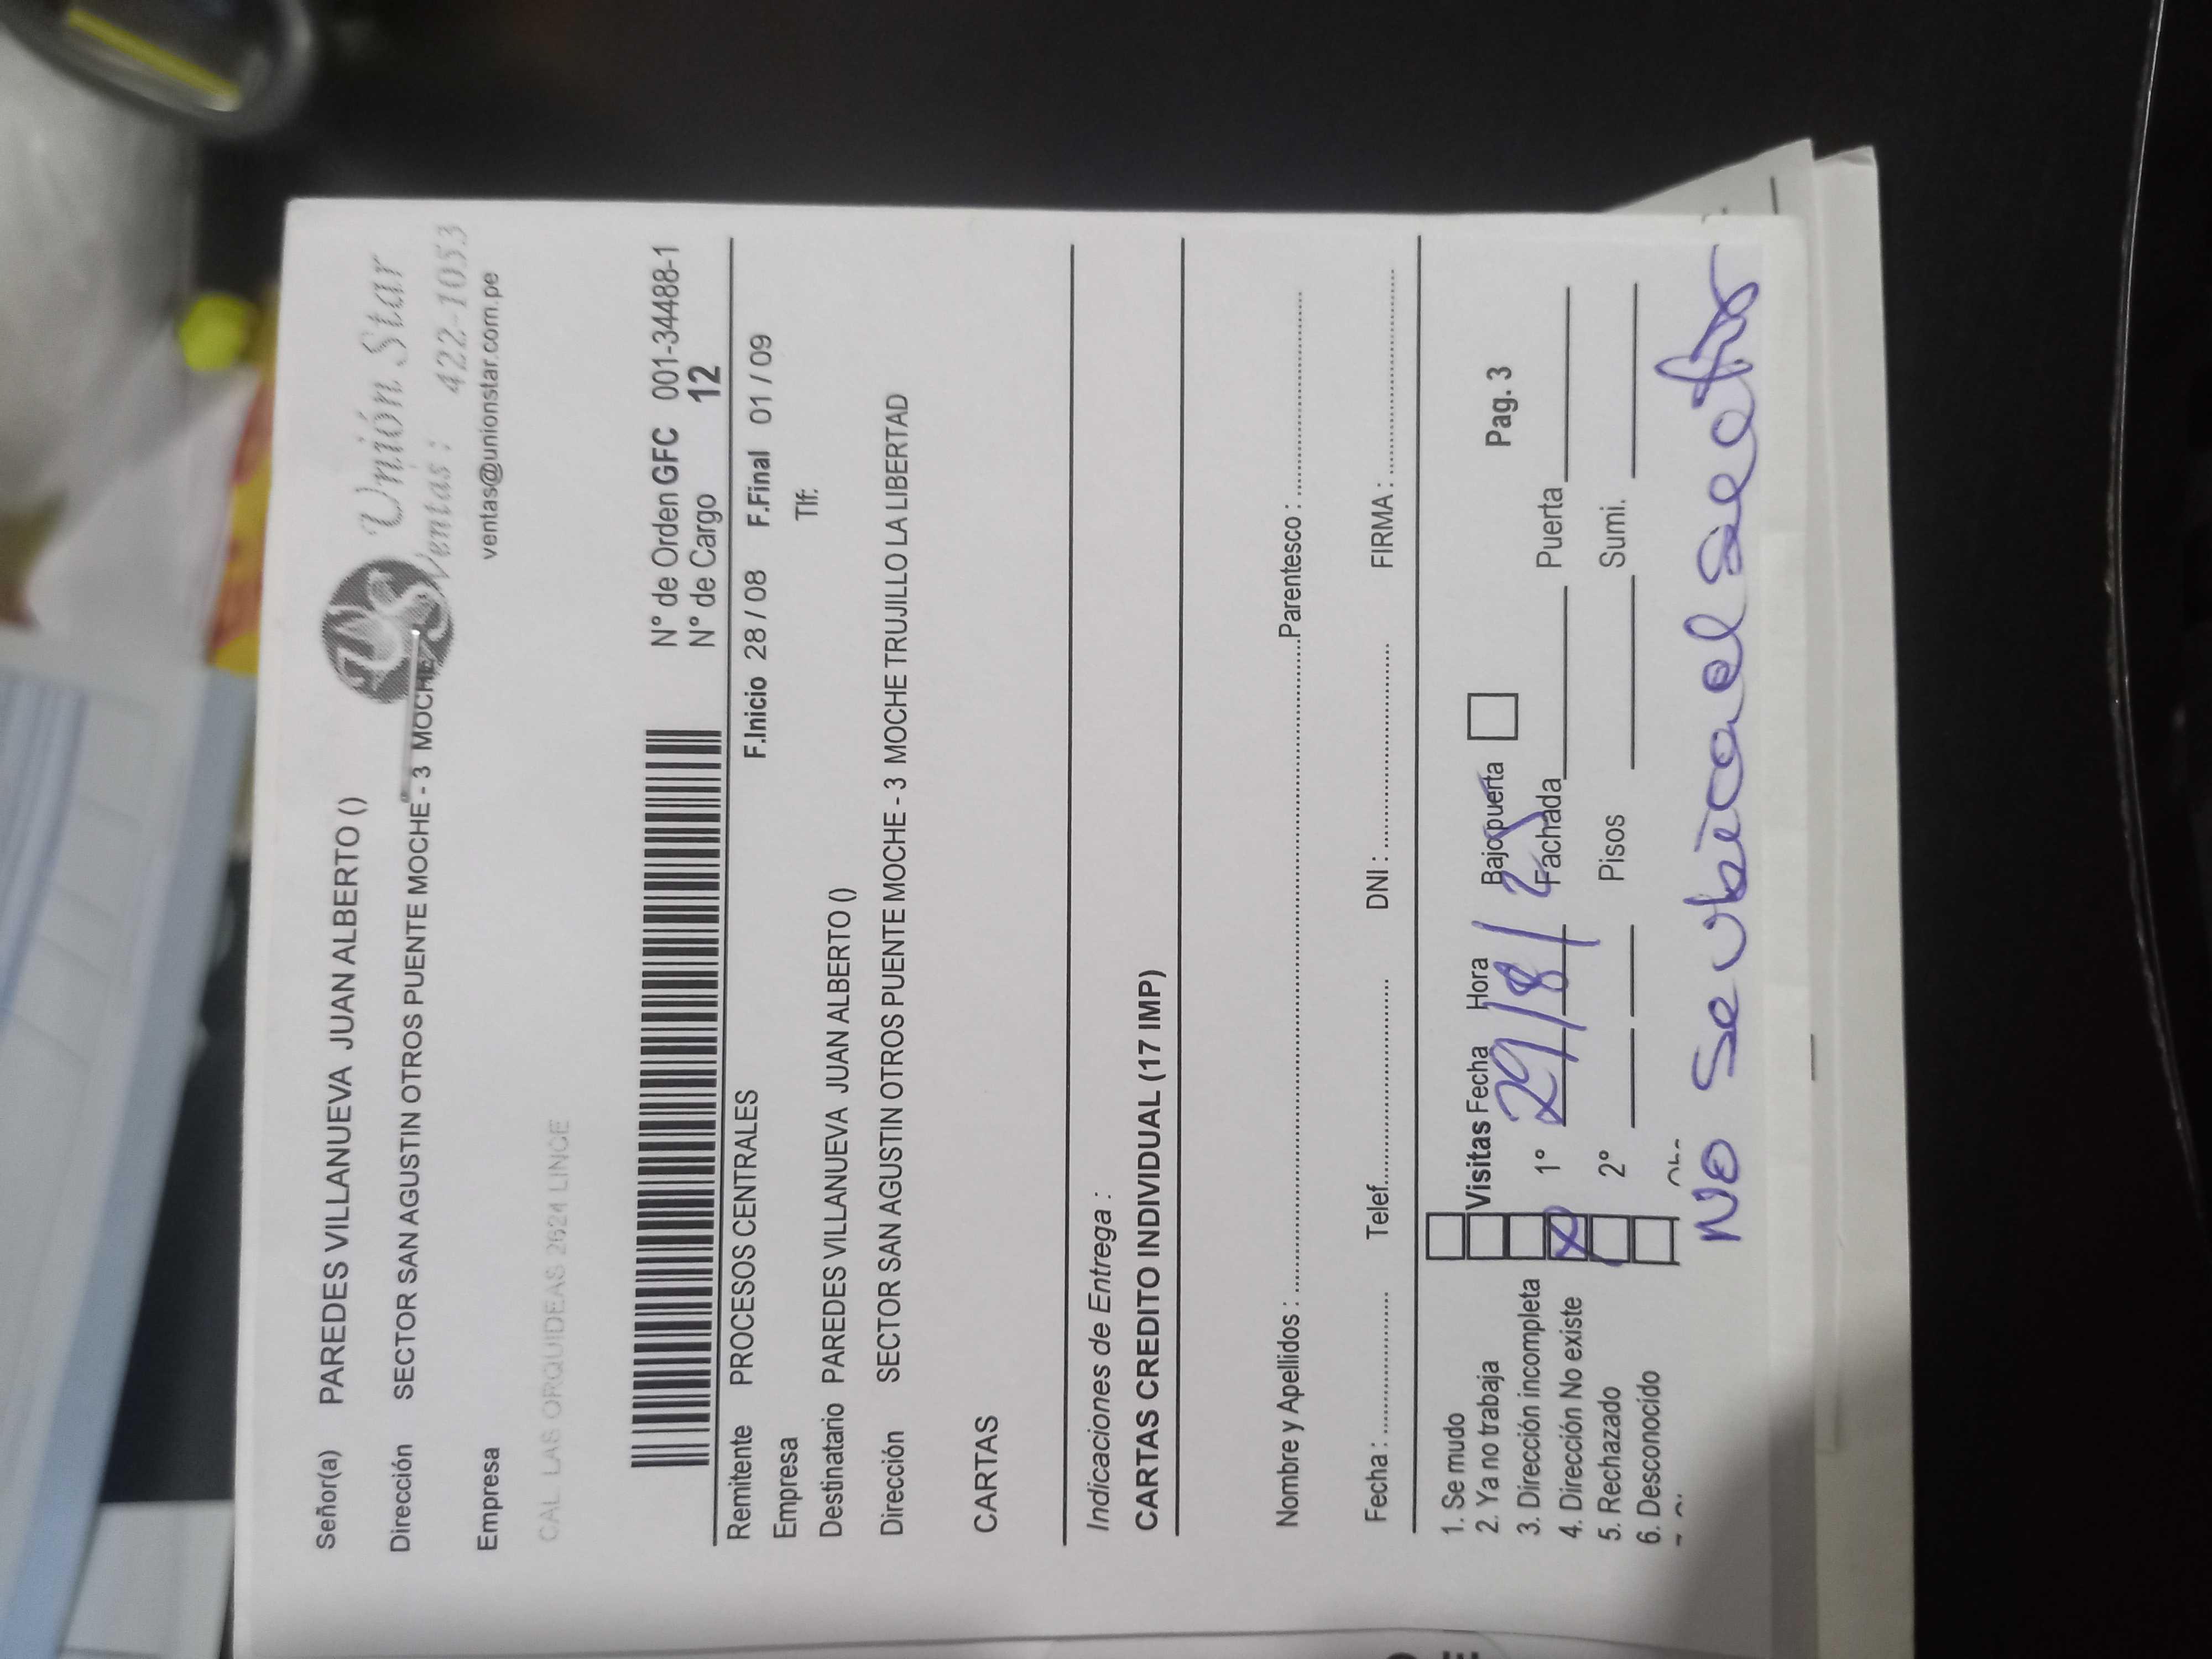 Señor(a) PAREDES VILLANUEVA JUAN ALBERTO ()
Unión Star
Dirección SECTOR SAN AGUSTIN OTROS PUENTE MOCHE - 3 MOCHE
Ventas : 422-1053
Empresa
ventas@unionstar.com.pe
CAL LAS ORQUIDEAS 2624 LINCE
N° de Orden GFC 001-34488-1
N° de Cargo 12
Remitente PROCESOS CENTRALES
F.Inicio 28 / 08 F.Final 01 / 09
Empresa
Tlf:
Destinatario PAREDES VILLANUEVA JUAN ALBERTO ()
Dirección SECTOR SAN AGUSTIN OTROS PUENTE MOCHE - 3 MOCHE TRUJILLO LA LIBERTAD
CARTAS
Indicaciones de Entrega :
CARTAS CREDITO INDIVIDUAL (17 IMP)
Nombre y Apellidos : Parentesco :
Fecha : Telef. DNI : FIRMA :
1. Se mudo
2. Ya no trabaja Visitas Fecha Hora Bajo puerta Pag. 3
3. Dirección incompleta 1° 29/8/25 Fachada Puerta
4. Dirección No existe X
5. Rechazado 2° Pisos Sumi.
6. Desconocido
No se ubica el sector